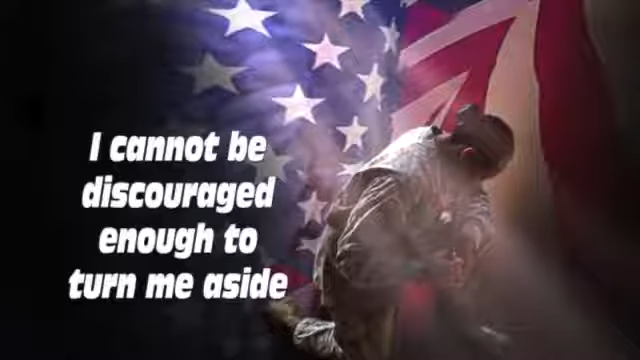 I cannot be
discouraged
enough to
turn me aside